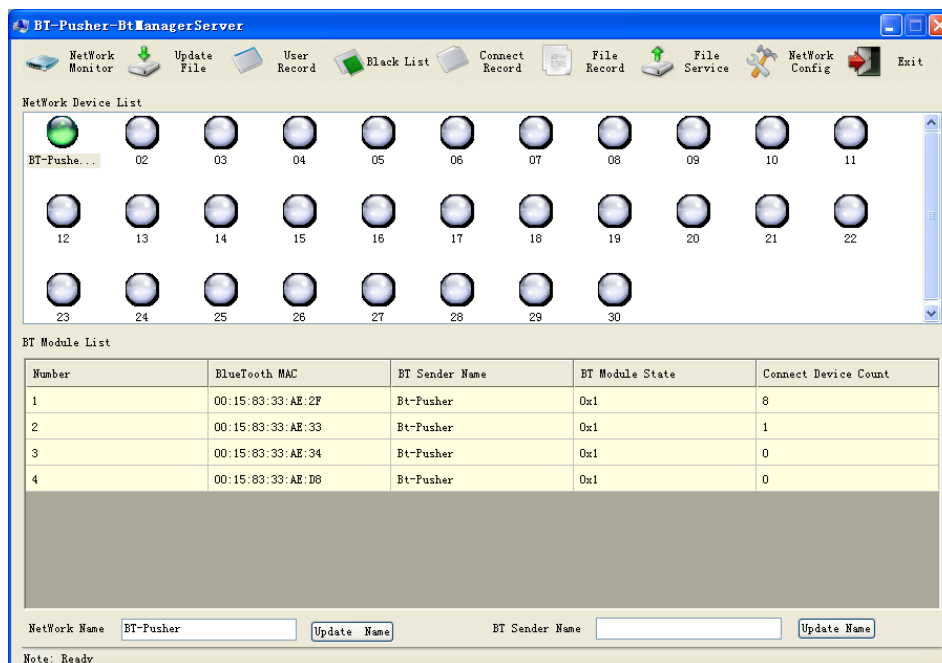 BT-Pusher-BtManagerServer
NetWork Monitor
Update File
User Record
Black List
Connect Record
File Record
File Service
NetWork Config
Exit
NetWork Device List
BT-Pushe... 02 03 04 05 06 07 08 09 10 11
12 13 14 15 16 17 18 19 20 21 22
23 24 25 26 27 28 29 30
BT Module List
Number BlueTooth MAC BT Sender Name BT Module State Connect Device Count
1 00:15:83:33:AE:2F Bt-Pusher 0x1 8
2 00:15:83:33:AE:33 Bt-Pusher 0x1 1
3 00:15:83:33:AE:34 Bt-Pusher 0x1 0
4 00:15:83:33:AE:D8 Bt-Pusher 0x1 0
NetWork Name BT-Pusher Update Name BT Sender Name Update Name
Note: Ready